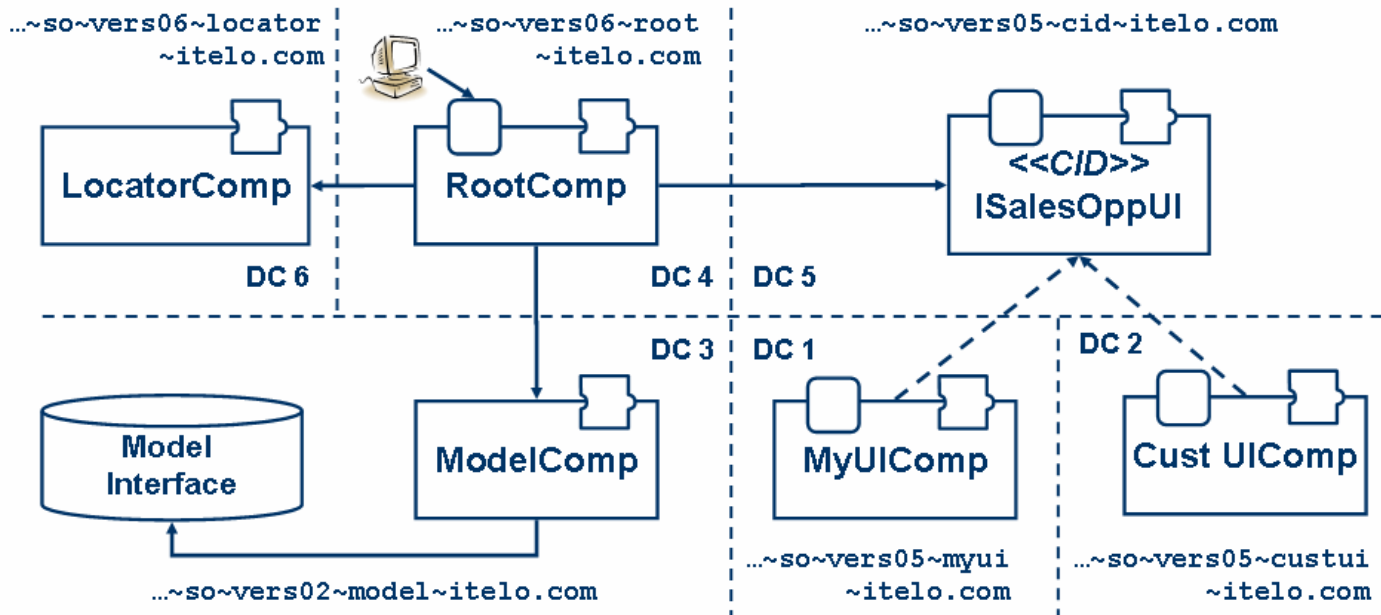 …~so~vers06~locator
~itelo.com
…~so~vers06~root
~itelo.com
…~so~vers05~cid~itelo.com
LocatorComp
RootComp
<<CID>>
ISalesOppUI
DC 6
DC 4
DC 5
DC 3
DC 1
DC 2
Model
Interface
ModelComp
MyUIComp
Cust UIComp
…~so~vers02~model~itelo.com
…~so~vers05~myui
~itelo.com
…~so~vers05~custui
~itelo.com